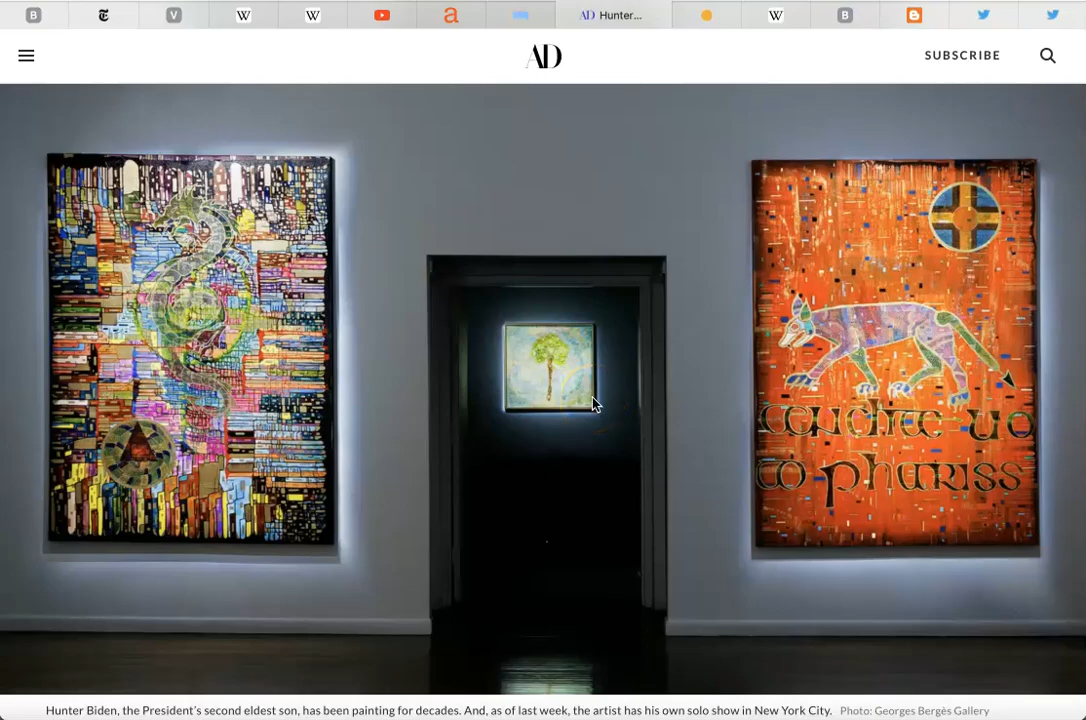 B
V
W
W
a
AD Hunter...
W
B
AD
SUBSCRIBE
Hunter Biden, the President's second eldest son, has been painting for decades. And, as of last week, the artist has his own solo show in New York City. Photo: Georges Bergès Gallery